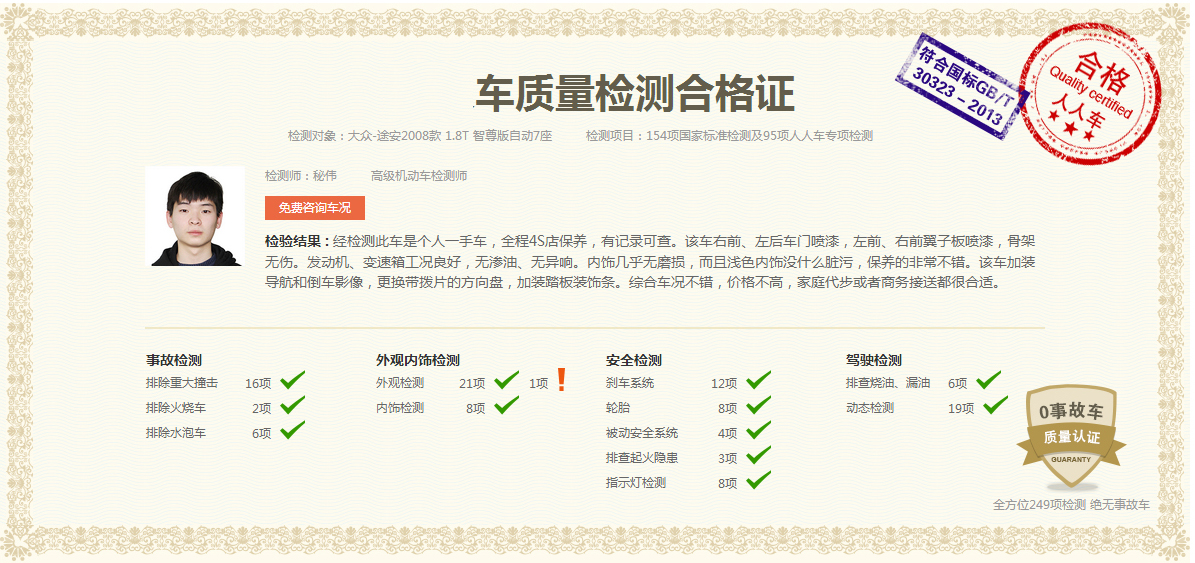 车质量检测合格证
检测对象：大众-途安2008款 1.8T 智尊版自动7座 检测项目：154项国家标准检测及95项人人车专项检测
符合国标GB/T
30323－2013
合格
Quality certified
人人车
检测师：秘伟 高级机动车检测师
免费咨询车况
检验结果：经检测此车是个人一手车，全程4S店保养，有记录可查。该车右前、左后车门喷漆，左前、右前翼子板喷漆，骨架
无伤。发动机、变速箱工况良好，无渗油、无异响。内饰几乎无磨损，而且浅色内饰没什么脏污，保养的非常不错。该车加装
导航和倒车影像，更换带拨片的方向盘，加装踏板装饰条。综合车况不错，价格不高，家庭代步或者商务接送都很合适。
事故检测
排除重大撞击 16项
排除火烧车 2项
排除水泡车 6项
外观内饰检测
外观检测 21项 1项
内饰检测 8项
安全检测
刹车系统 12项
轮胎 8项
被动安全系统 4项
排查起火隐患 3项
指示灯检测 8项
驾驶检测
排查烧油、漏油 6项
动态检测 19项
0事故车
质量认证
GUARANTY
全方位249项检测 绝无事故车